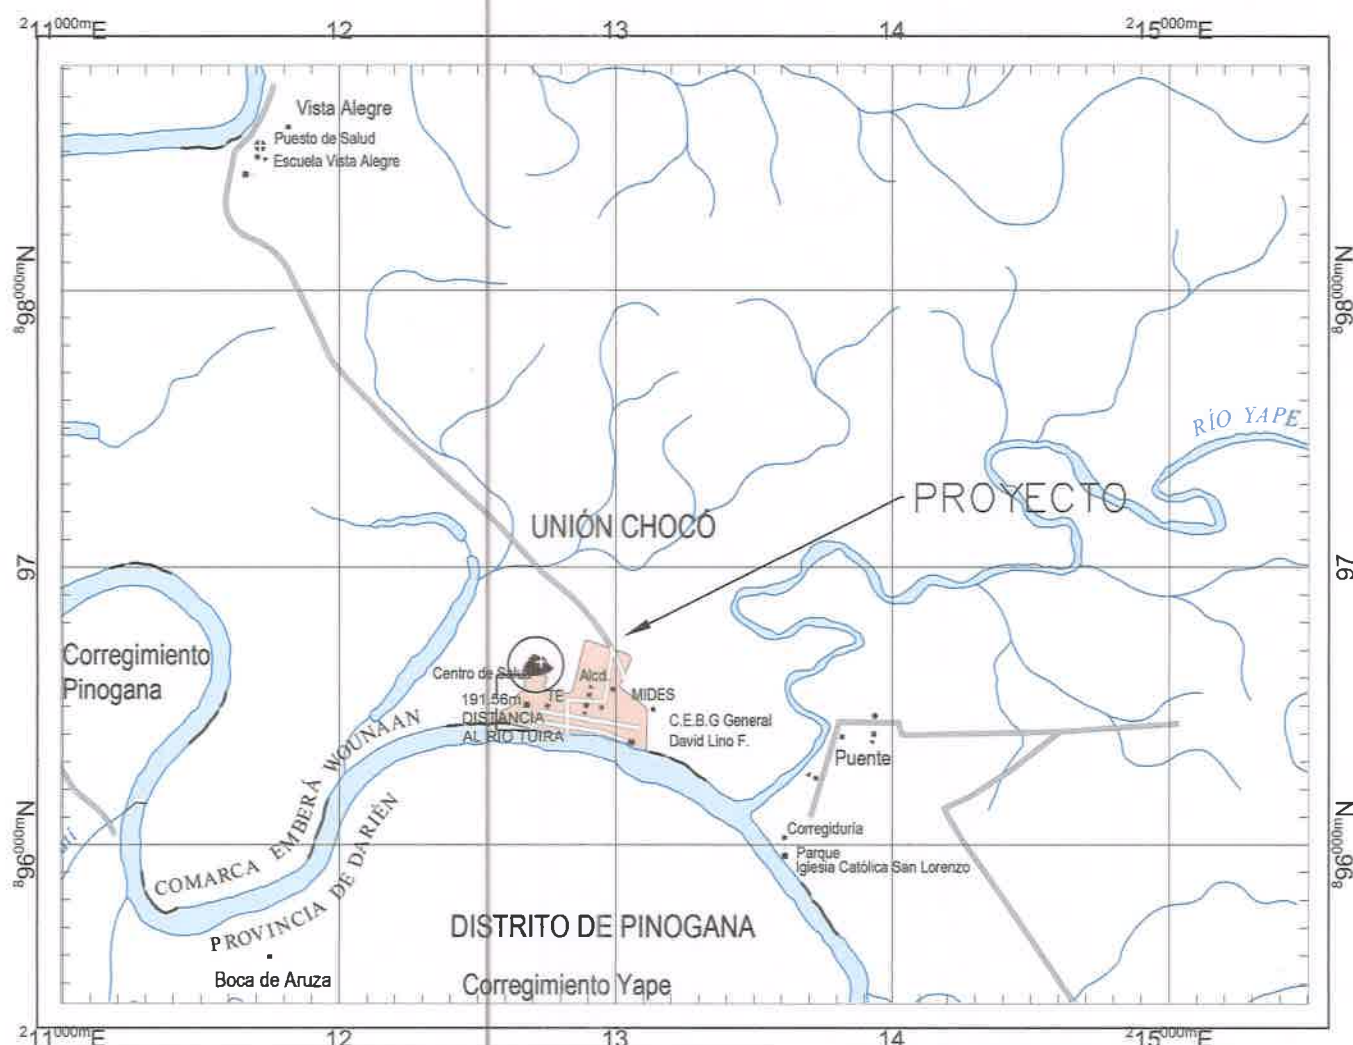 211000mE 12 13 14 215000mE
Vista Alegre
Puesto de Salud
Escuela Vista Alegre
898000mN
898000mN
RÍO YAPE
PROYECTO
UNIÓN CHOCÓ
97
97
Corregimiento
Pinogana
Centro de Salud
Alcd.
191.56m
TE
MIDES
DISTANCIA
AL RÍO TUIRA
C.E.B.G General
David Lino F.
Puente
COMARCA EMBERÁ WOUNAAN
PROVINCIA DE DARIÉN
896000mN
896000mN
Corregiduría
Parque
Iglesia Católica San Lorenzo
DISTRITO DE PINOGANA
Boca de Aruza
Corregimiento Yape
211000mE 12 13 14 215000mE